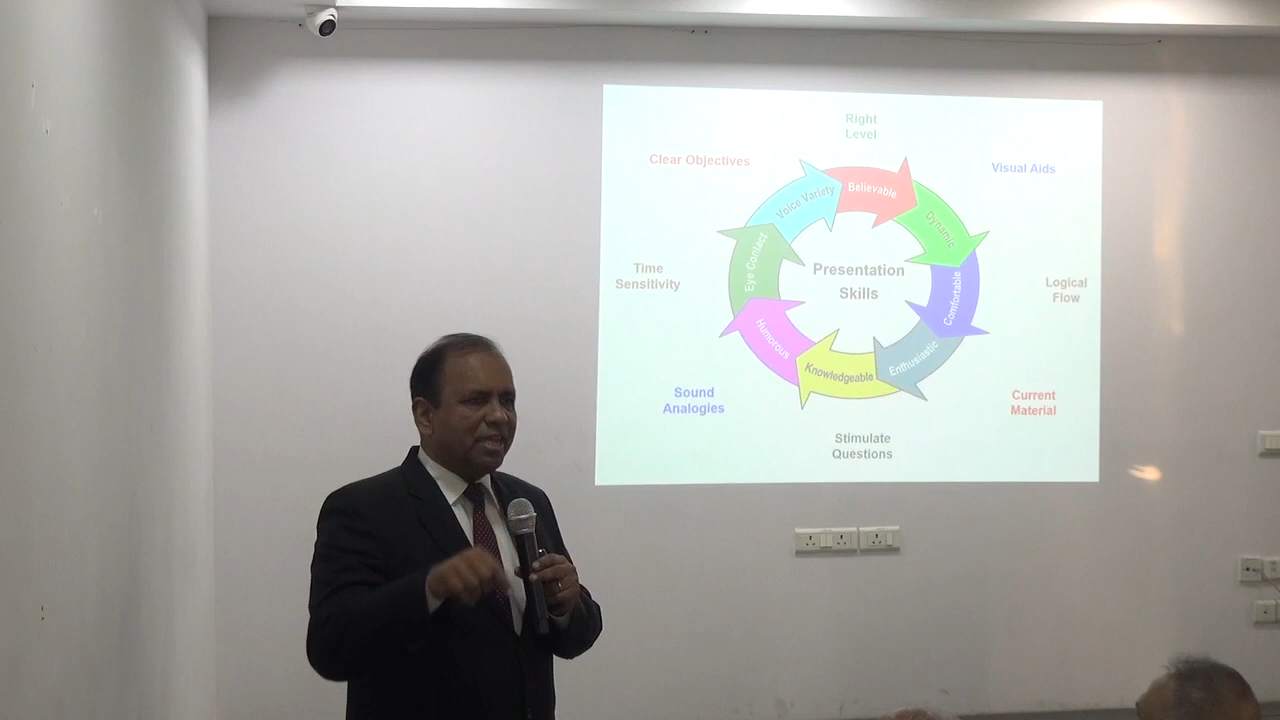 Right
Level
Clear Objectives
Visual Aids
Believable
Voice Variety
Dynamic
Eye Contact
Time
Sensitivity
Presentation
Skills
Comfortable
Logical
Flow
Humorous
Enthusiastic
Knowledgeable
Sound
Analogies
Current
Material
Stimulate
Questions